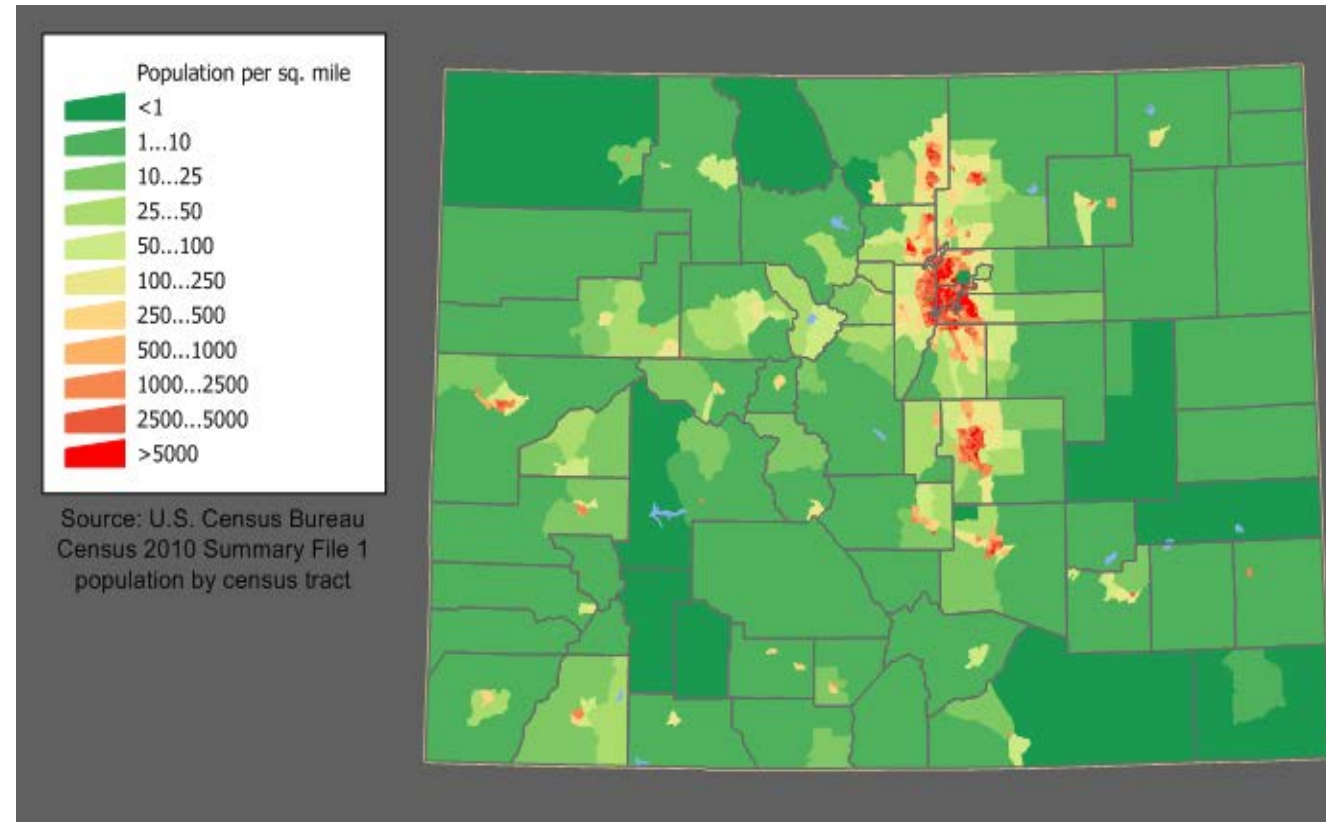 Population per sq. mile
<1
1...10
10...25
25...50
50...100
100...250
250...500
500...1000
1000...2500
2500...5000
>5000
Source: U.S. Census Bureau
Census 2010 Summary File 1
population by census tract